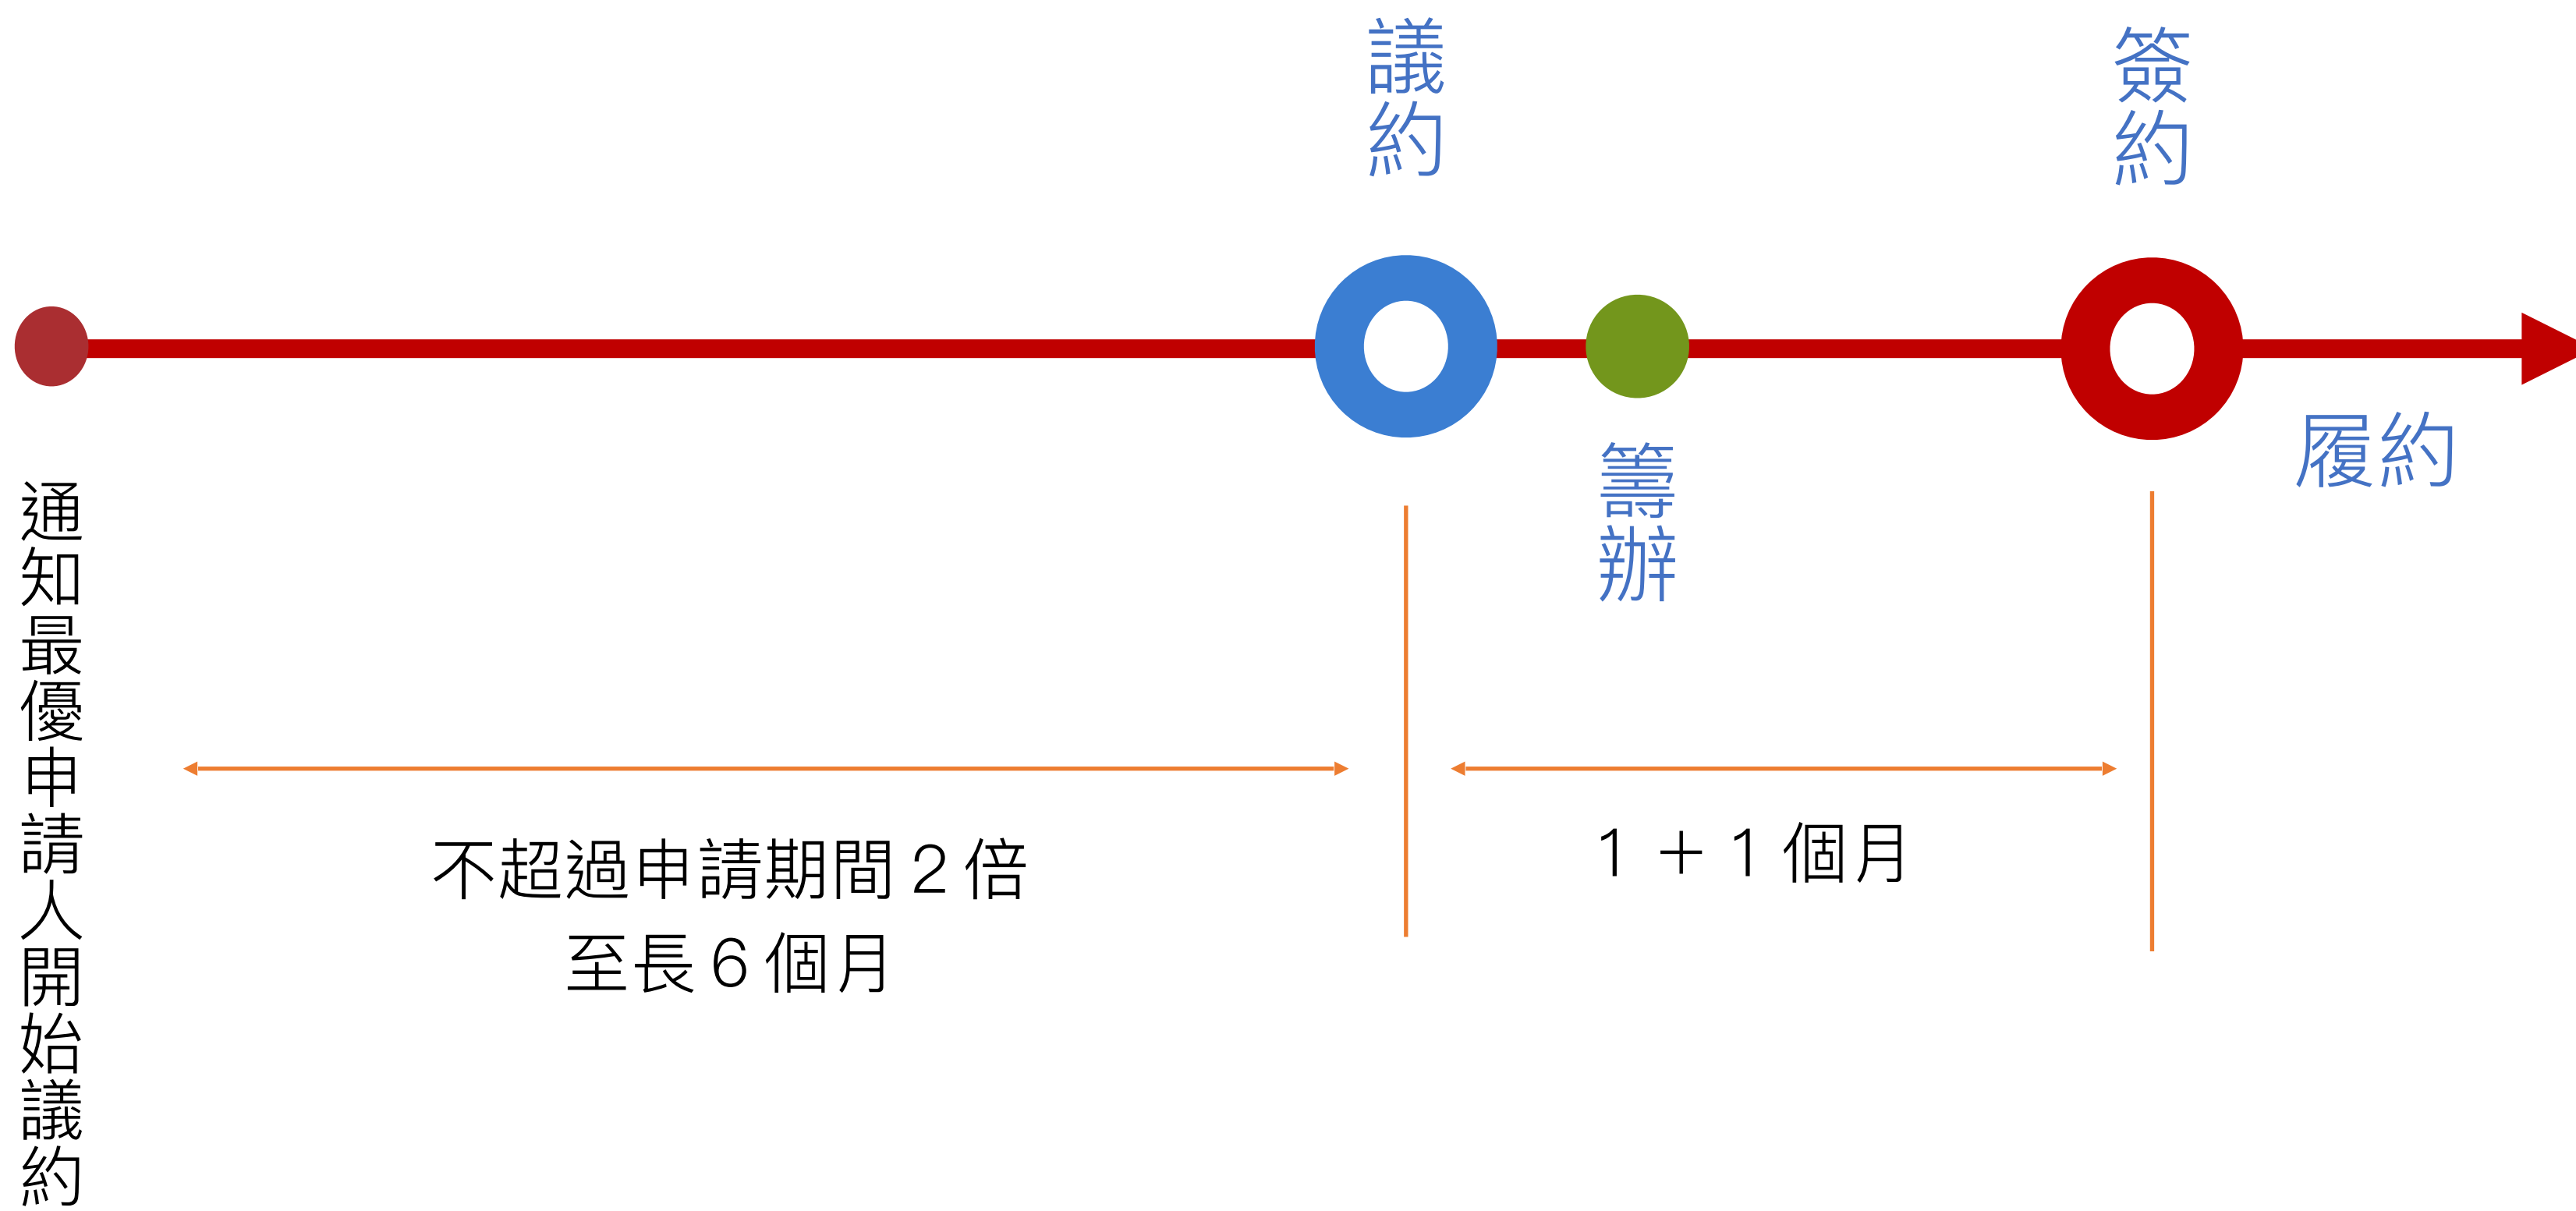 議約
簽約
履約
籌辦
通知最優申請人開始議約
不超過申請期間2倍
至長6個月
1+1個月